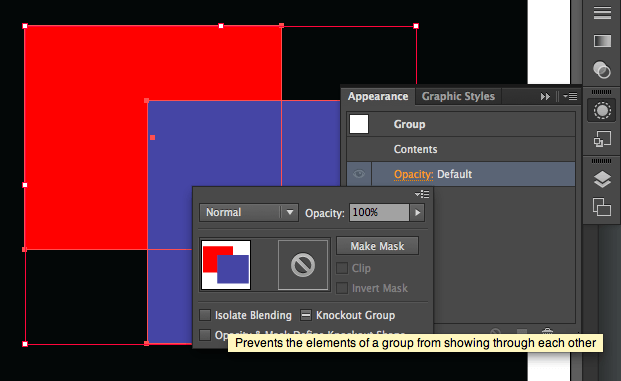 Appearance
Graphic Styles
Group
Contents
Opacity: Default
Normal
Opacity: 100%
Make Mask
Clip
Invert Mask
Isolate Blending
Knockout Group
Opacity & Mask Define Knockout Shape
Prevents the elements of a group from showing through each other